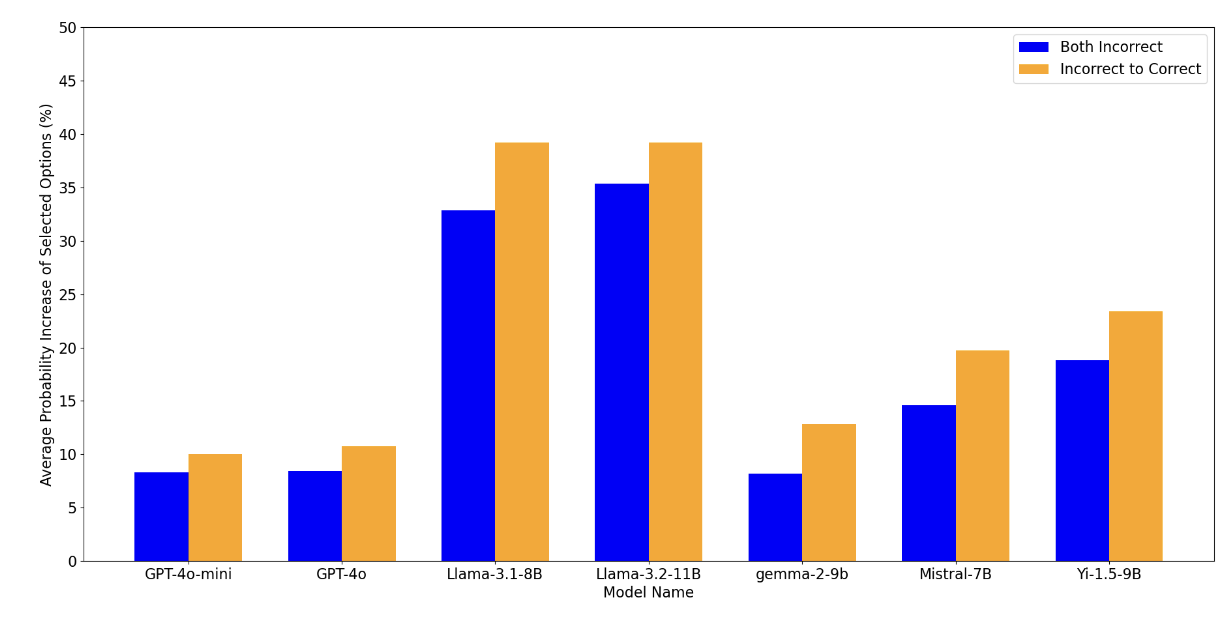 50
45
40
35
30
25
20
15
10
5
0
Average Probability Increase of Selected Options (%)
Both Incorrect
Incorrect to Correct
GPT-4o-mini GPT-4o Llama-3.1-8B Llama-3.2-11B gemma-2-9b Mistral-7B Yi-1.5-9B
Model Name